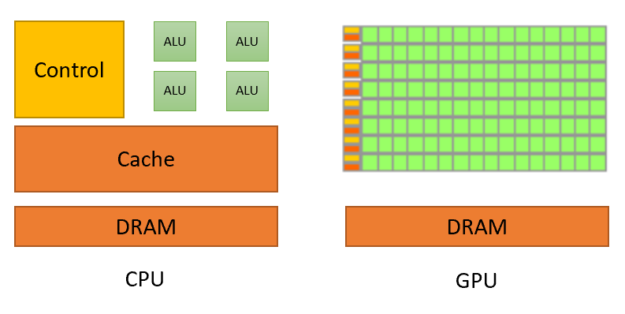 Control
ALU
ALU
ALU
ALU
Cache
DRAM
CPU
DRAM
GPU